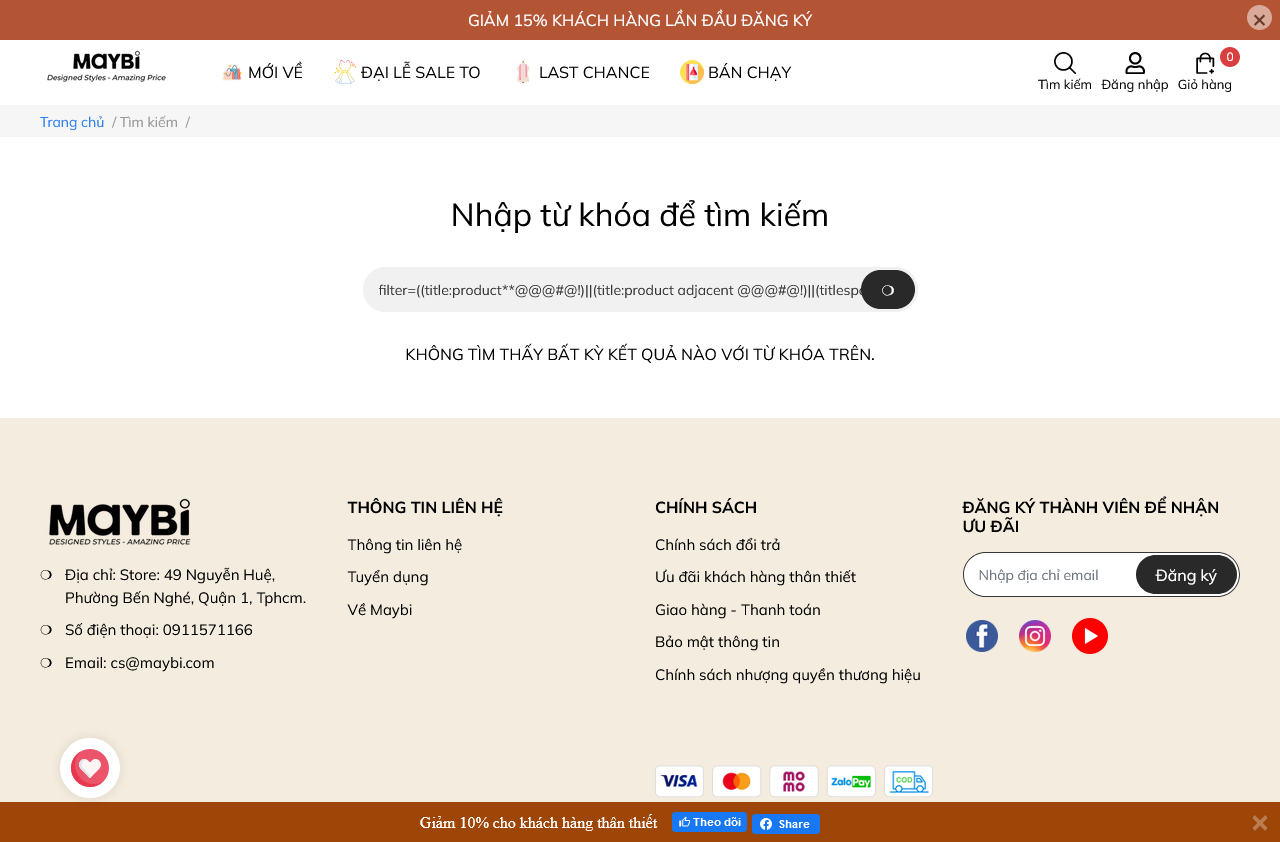 GIẢM 15% KHÁCH HÀNG LẦN ĐẦU ĐĂNG KÝ
MAYBI
Designed Styles - Amazing Price
MỚI VỀ
ĐẠI LỄ SALE TO
LAST CHANCE
BÁN CHẠY
Tìm kiếm
Đăng nhập
0
Giỏ hàng
Trang chủ / Tìm kiếm /
Nhập từ khóa để tìm kiếm
filter=((title:product**@@@#@!)||(title:product adjacent @@@#@!)||(titlespa
KHÔNG TÌM THẤY BẤT KỲ KẾT QUẢ NÀO VỚI TỪ KHÓA TRÊN.
MAYBI
DESIGNED STYLES - AMAZING PRICE
Địa chỉ: Store: 49 Nguyễn Huệ,
Phường Bến Nghé, Quận 1, Tphcm.
Số điện thoại: 0911571166
Email: cs@maybi.com
THÔNG TIN LIÊN HỆ
Thông tin liên hệ
Tuyển dụng
Về Maybi
CHÍNH SÁCH
Chính sách đổi trả
Ưu đãi khách hàng thân thiết
Giao hàng - Thanh toán
Bảo mật thông tin
Chính sách nhượng quyền thương hiệu
ĐĂNG KÝ THÀNH VIÊN ĐỂ NHẬN
ƯU ĐÃI
Nhập địa chỉ email
Đăng ký
VISA
momo
ZaloPay
COD
Giảm 10% cho khách hàng thân thiết
Theo dõi
Share